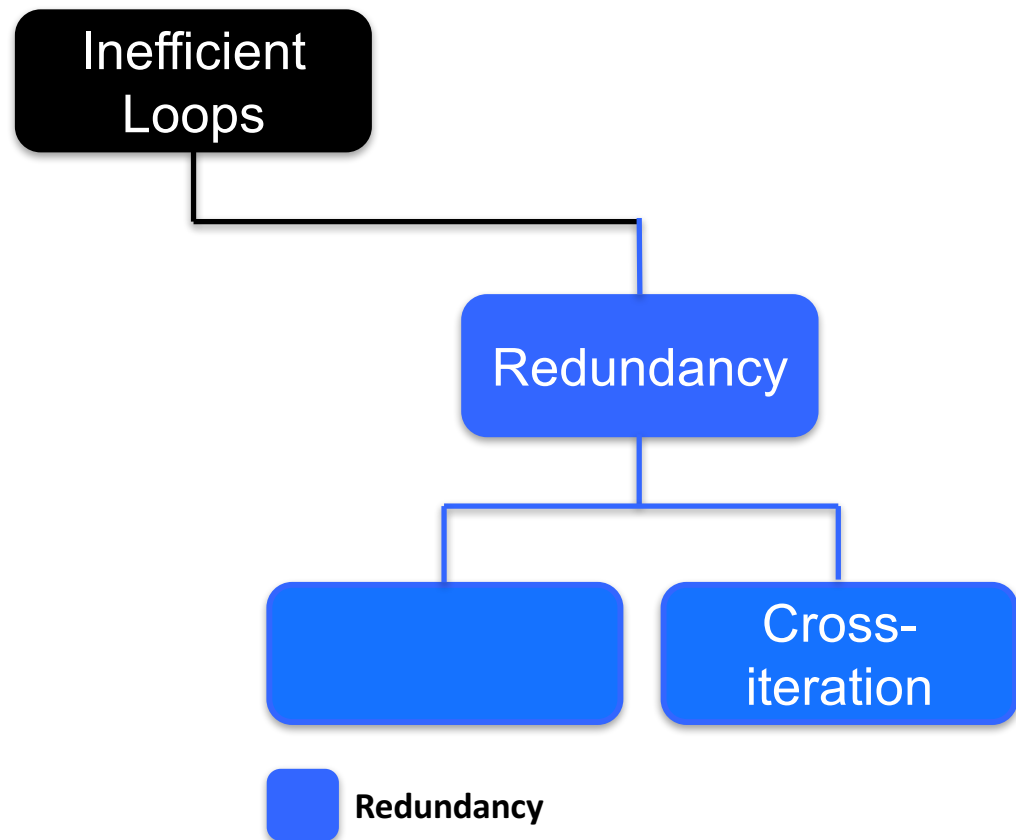 Inefficient
Loops
Redundancy
Cross-
iteration
Redundancy